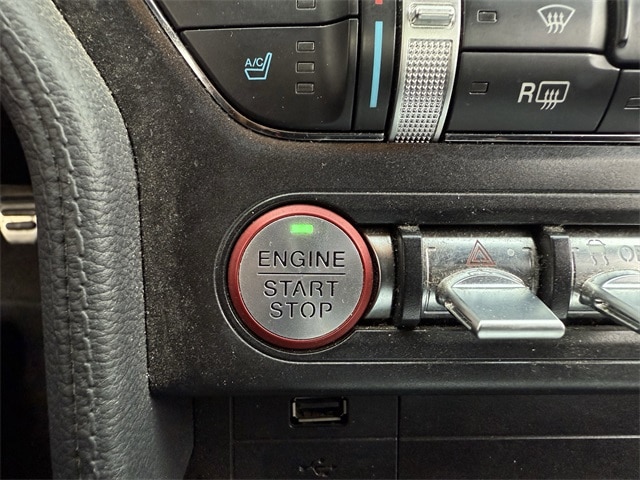 A/C
R
ENGINE
START
STOP